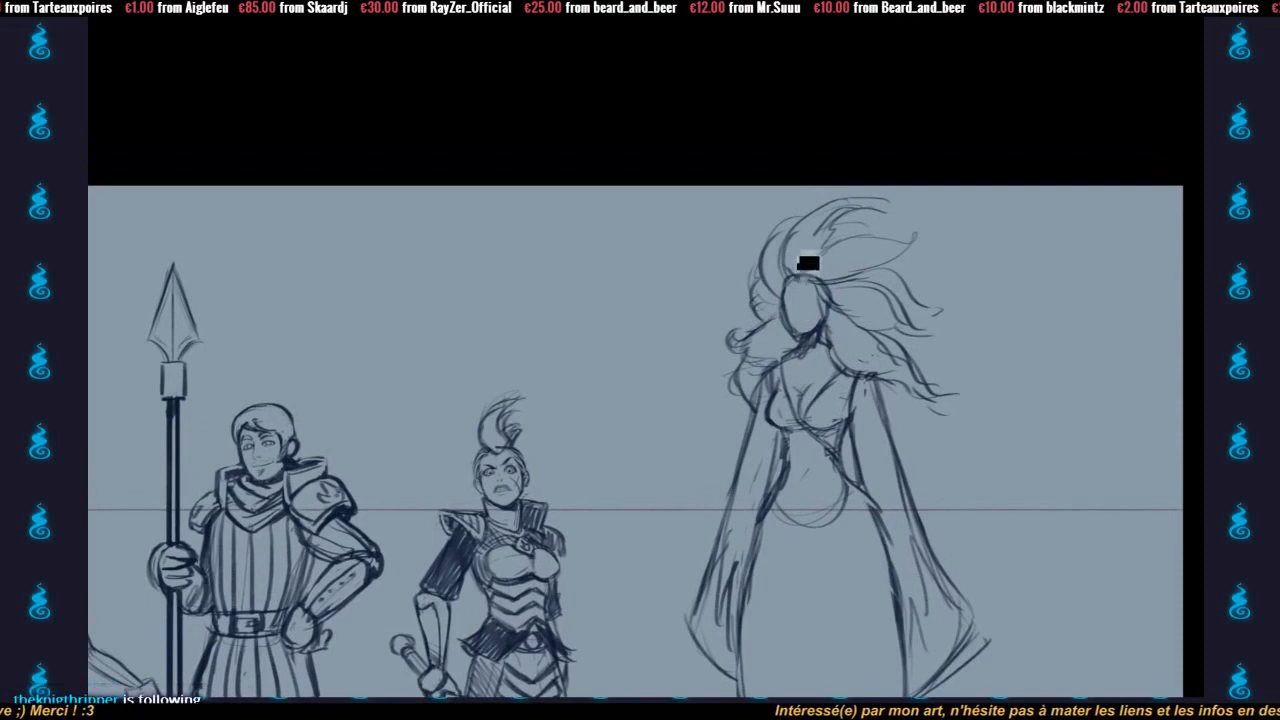 from Tarteauxpoires €1.00 from Aiglefeu €85.00 from Skaardj €30.00 from RayZer_Official €25.00 from beard_and_beer €12.00 from Mr.Suuu €10.00 from Beard_and_beer €10.00 from blackmintz €2.00 from Tarteauxpoires
theknigthripper is following
ve ;) Merci ! :3 Intéressé(e) par mon art, n'hésite pas à mater les liens et les infos en des